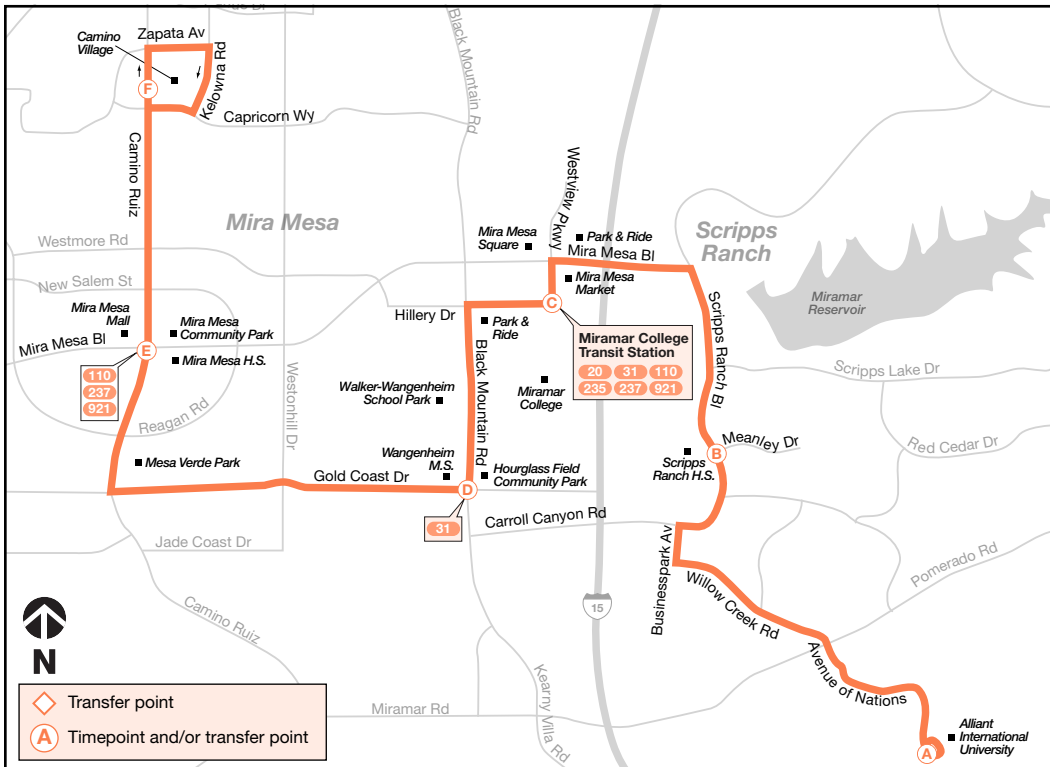 Zapata Av
Camino
Village
Kelowna Rd
F
Capricorn Wy
Camino Ruiz
Black Mountain Rd
Mira Mesa
Westmore Rd
New Salem St
Mira Mesa
Mall
Mira Mesa
Community Park
Mira Mesa Bl
E
Mira Mesa H.S.
110
237
921
Reagan Rd
Westonhill Dr
Mesa Verde Park
Gold Coast Dr
Jade Coast Dr
Camino Ruiz
Westview Pkwy
Mira Mesa
Square
Park & Ride
Mira Mesa Bl
Mira Mesa
Market
Scripps
Ranch
Miramar
Reservoir
Hillery Dr
C
Park &
Ride
Miramar College
Transit Station
20 31 110
235 237 921
Black Mountain Rd
Walker-Wangenheim
School Park
Miramar
College
Scripps Ranch Bl
Scripps Lake Dr
Meanley Dr
Red Cedar Dr
B
Scripps
Ranch H.S.
Wangenheim
M.S.
Hourglass Field
Community Park
D
31
Carroll Canyon Rd
Businesspark Av
Willow Creek Rd
Pomerado Rd
15
Avenue of Nations
Kearny Villa Rd
Miramar Rd
Alliant
International
University
A
N
Transfer point
A Timepoint and/or transfer point